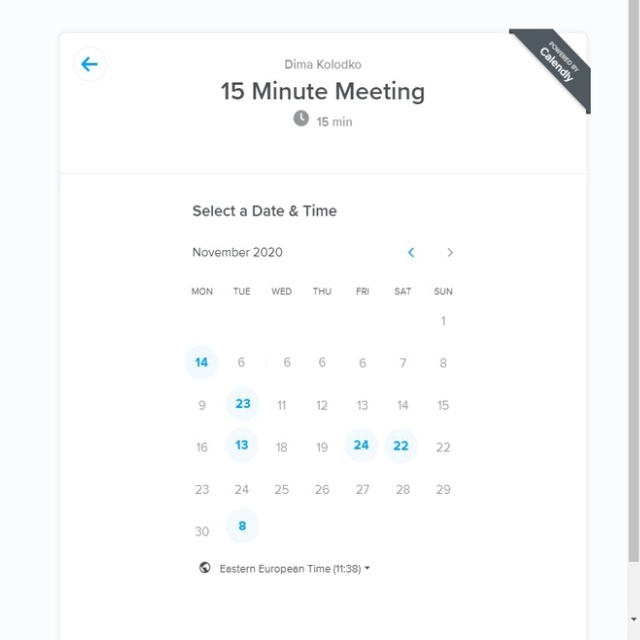 POWERED BY
Calendly
Dima Kolodko
15 Minute Meeting
15 min
Select a Date & Time
November 2020
MON TUE WED THU FRI SAT SUN
1
14 6 6 6 6 7 8
9 23 11 12 13 14 15
16 13 18 19 24 22 22
23 24 25 26 27 28 29
30 8
Eastern European Time (11:38)